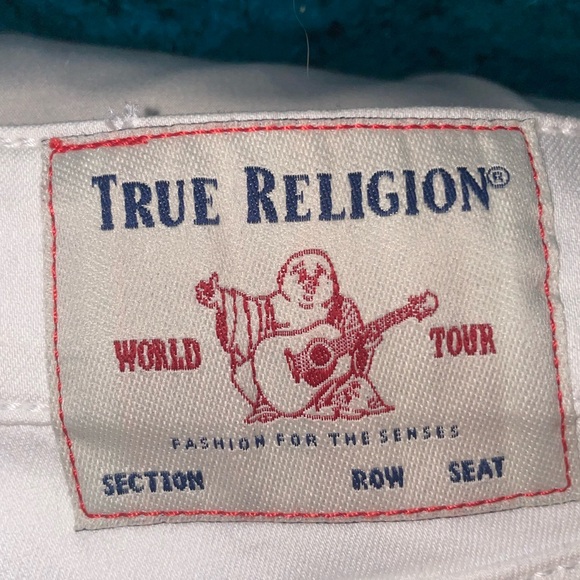 TRUE RELIGION®
WORLD TOUR
FASHION FOR THE SENSES
SECTION ROW SEAT